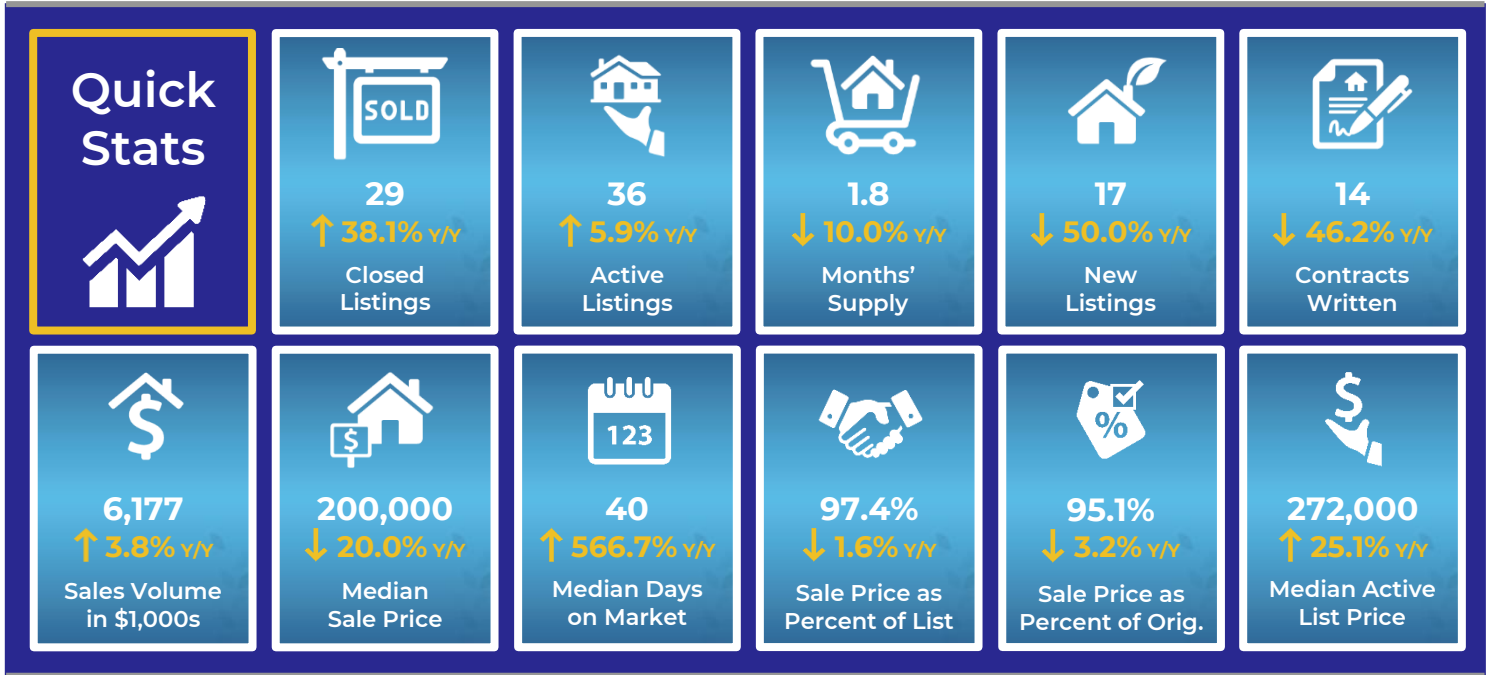 Quick
Stats
SOLD
29
↑ 38.1% Y/Y
Closed
Listings
36
↑ 5.9% Y/Y
Active
Listings
1.8
↓ 10.0% Y/Y
Months’
Supply
17
↓ 50.0% Y/Y
New
Listings
14
↓ 46.2% Y/Y
Contracts
Written
$
6,177
↑ 3.8% Y/Y
Sales Volume
in $1,000s
$
200,000
↓ 20.0% Y/Y
Median
Sale Price
123
40
↑ 566.7% Y/Y
Median Days
on Market
97.4%
↓ 1.6% Y/Y
Sale Price as
Percent of List
%
95.1%
↓ 3.2% Y/Y
Sale Price as
Percent of Orig.
$
272,000
↑ 25.1% Y/Y
Median Active
List Price